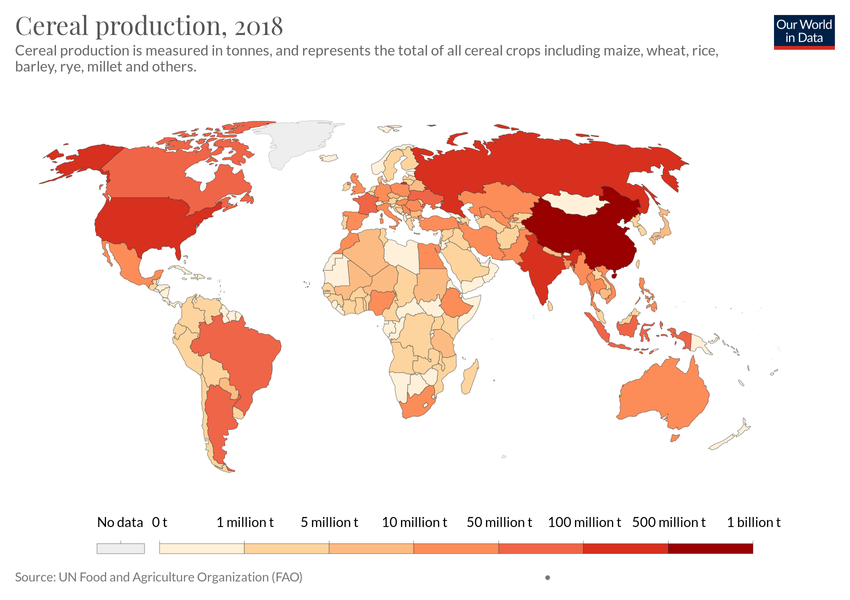 Cereal production, 2018
Our World
in Data
Cereal production is measured in tonnes, and represents the total of all cereal crops including maize, wheat, rice,
barley, rye, millet and others.
No data 0 t 1 million t 5 million t 10 million t 50 million t 100 million t 500 million t 1 billion t
Source: UN Food and Agriculture Organization (FAO) •